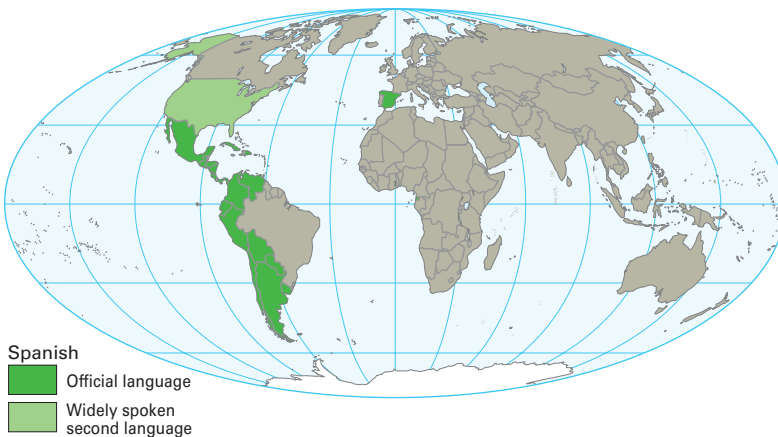 Spanish
Official language
Widely spoken
second language